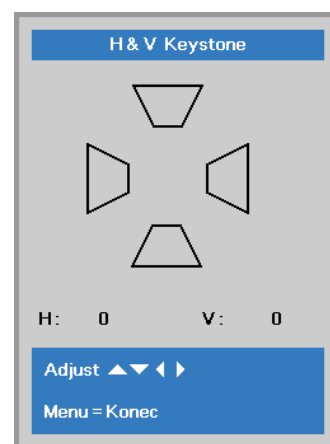 H & V Keystone
H: 0 V: 0
Adjust ▲▼◀▶
Menu = Konec